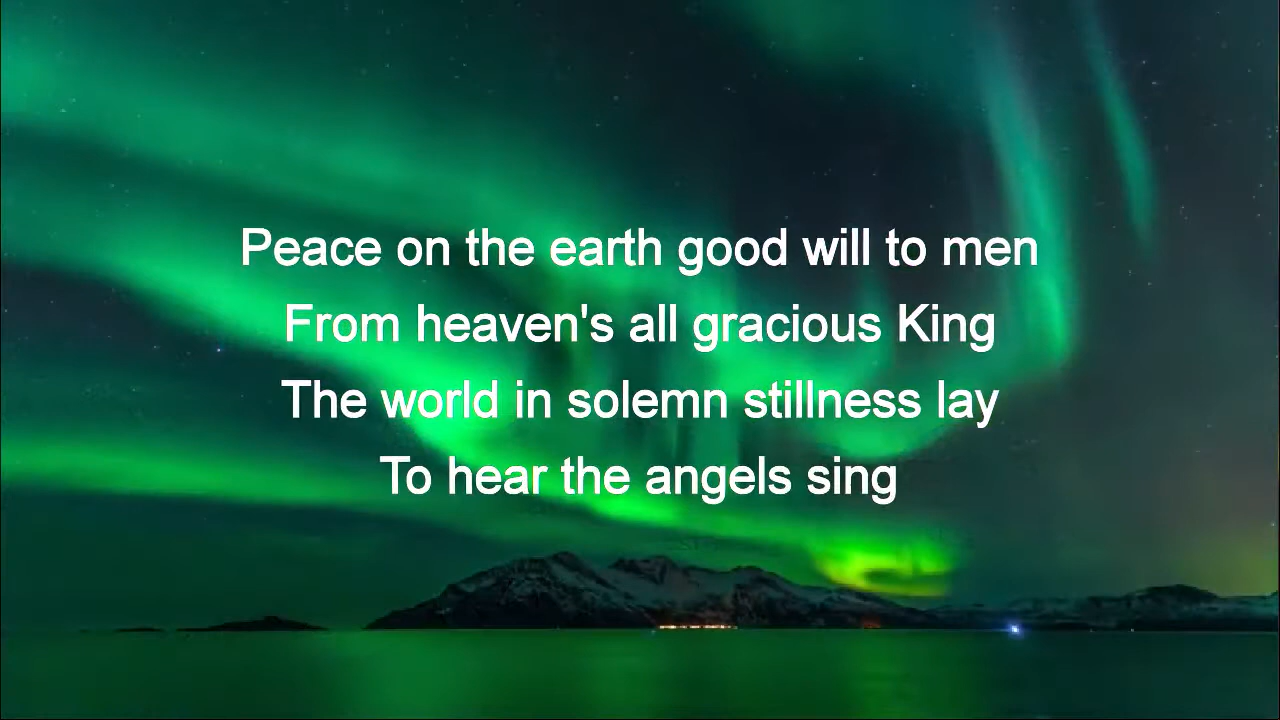 Peace on the earth good will to men
From heaven's all gracious King
The world in solemn stillness lay
To hear the angels sing